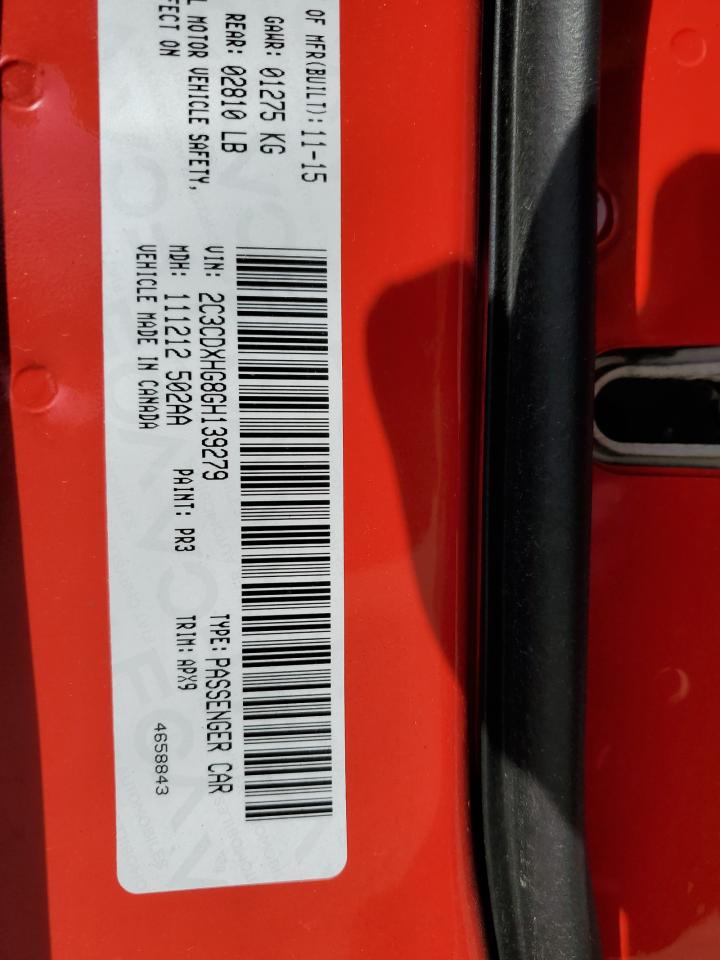 OF MFR(BUILT): 11-15
GAWR: 01275 KG
REAR: 02810 LB
MOTOR VEHICLE SAFETY,
ON
VIN: 2C3CDXHG8GH139279 TYPE: PASSENGER CAR
MDH: 111212 502AA PAINT: PR3 TRIM: APX9
VEHICLE MADE IN CANADA 4658843